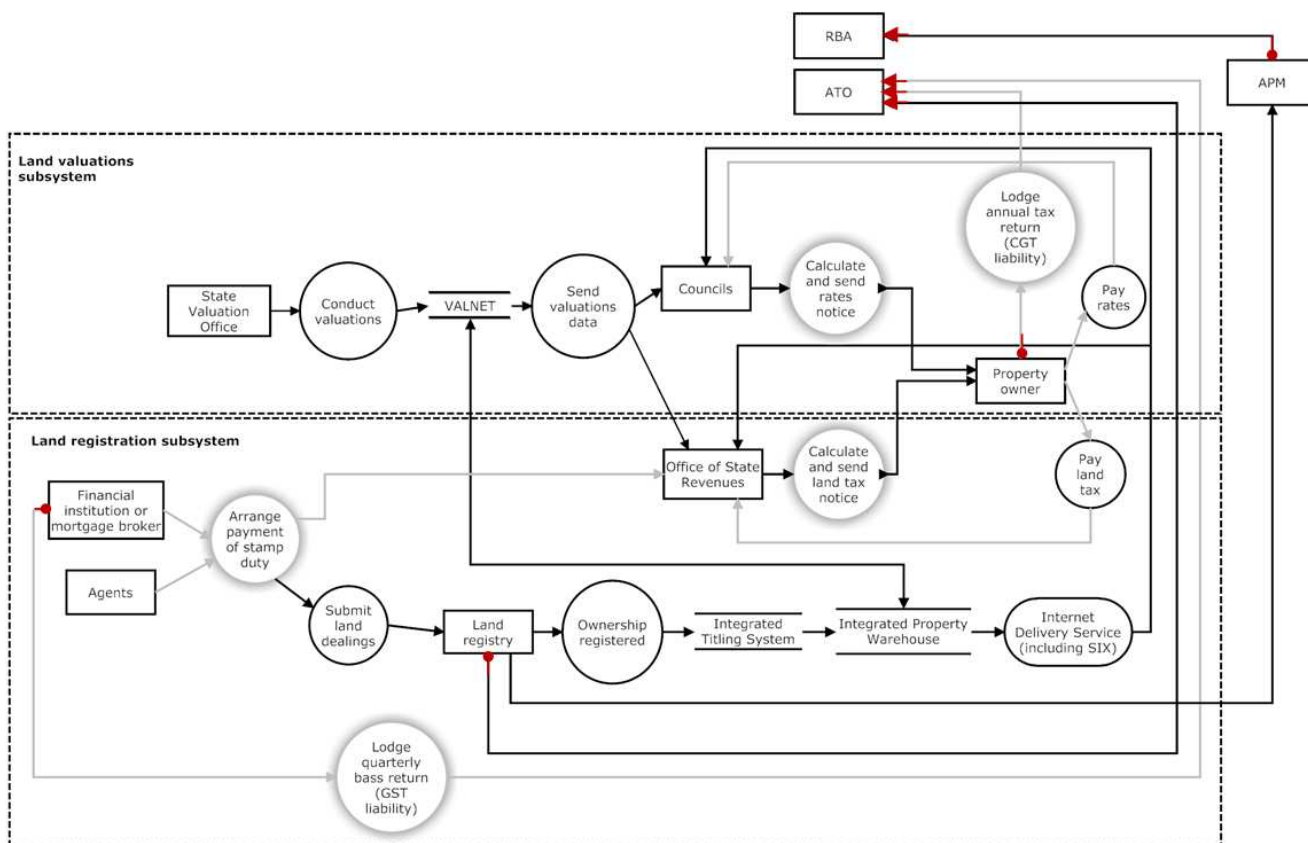 RBA
ATO
APM
Land valuations
subsystem
Lodge
annual tax
return
(CGT
liability)
State
Valuation
Office
Conduct
valuations
VALNET
Send
valuations
data
Councils
Calculate
and send
rates
notice
Pay
rates
Property
owner
Land registration subsystem
Financial
institution or
mortgage broker
Agents
Arrange
payment
of stamp
duty
Office of State
Revenues
Calculate
and send
land tax
notice
Pay
land
tax
Submit
land
dealings
Land
registry
Ownership
registered
Integrated
Titling System
Integrated Property
Warehouse
Internet
Delivery Service
(including SIX)
Lodge
quarterly
bass return
(GST
liability)